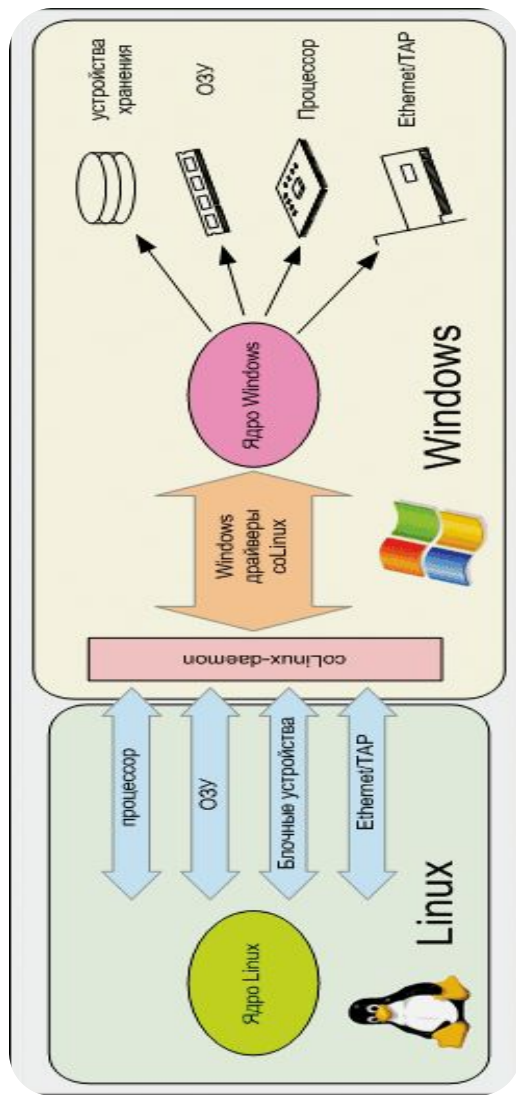 процессор
ОЗУ
Блочные устройства
Ethernet/TAP
Ядро Linux
Linux
coLinux-daemon
Windows
драйверы
coLinux
Ядро Windows
Windows
устройства
хранения
ОЗУ
Процессор
Ethernet/TAP